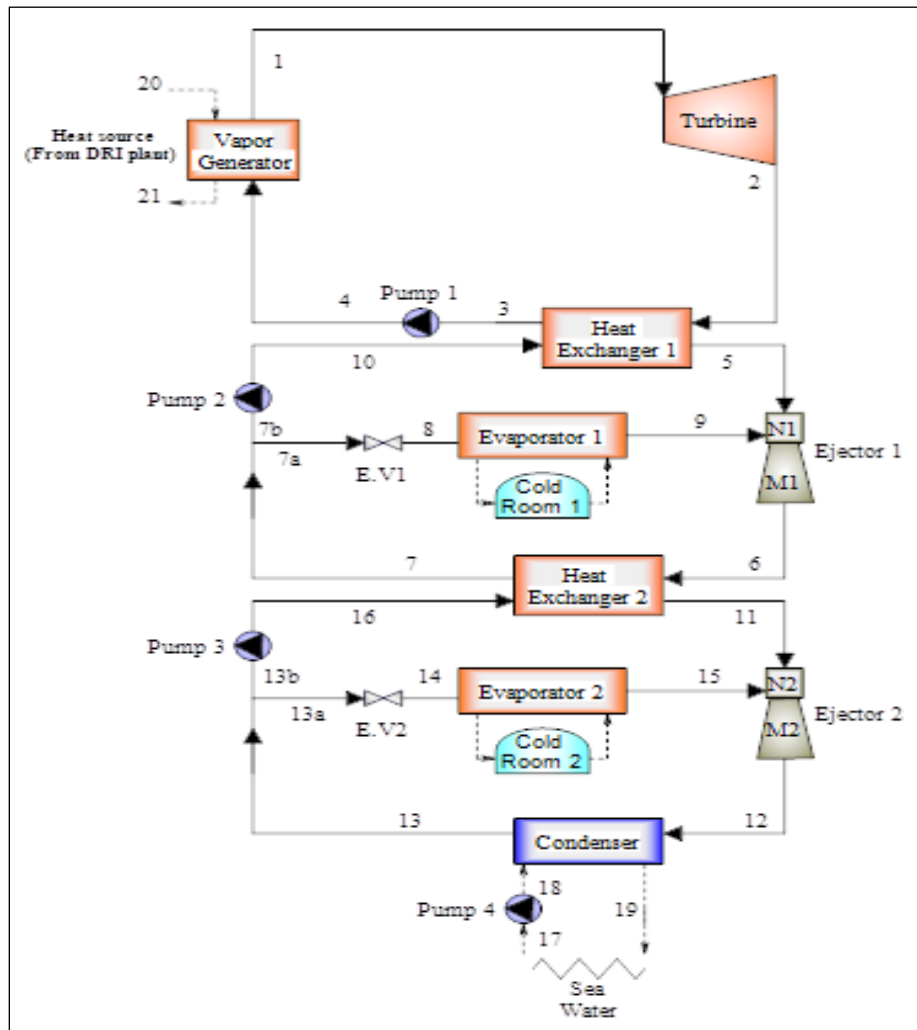 1
20
Heat source
(From DRI plant)
Vapor
Generator
Turbine
21
2
4
Pump 1
3
Heat
Exchanger 1
10
5
Pump 2
7b
7a
E.V1
8
Evaporator 1
9
N1
M1
Ejector 1
Cold
Room 1
7
Heat
Exchanger 2
6
16
11
Pump 3
13b
13a
E.V2
14
Evaporator 2
15
N2
M2
Ejector 2
Cold
Room 2
13
Condenser
12
Pump 4
18
19
17
Sea
Water